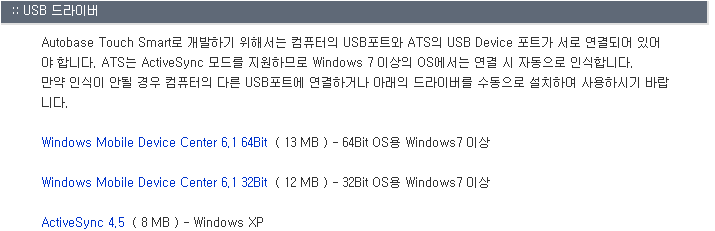 :: USB 드라이버
Autobase Touch Smart로 개발하기 위해서는 컴퓨터의 USB포트와 ATS의 USB Device 포트가 서로 연결되어 있어
야 합니다. ATS는 ActiveSync 모드를 지원하므로 Windows 7 이상의 OS에서는 연결 시 자동으로 인식합니다.
만약 인식이 안될 경우 컴퓨터의 다른 USB포트에 연결하거나 아래의 드라이버를 수동으로 설치하여 사용하시기 바랍
니다.
Windows Mobile Device Center 6.1 64Bit ( 13 MB ) - 64Bit OS용 Windows7 이상
Windows Mobile Device Center 6.1 32Bit ( 12 MB ) - 32Bit OS용 Windows7 이상
ActiveSync 4.5 ( 8 MB ) - Windows XP